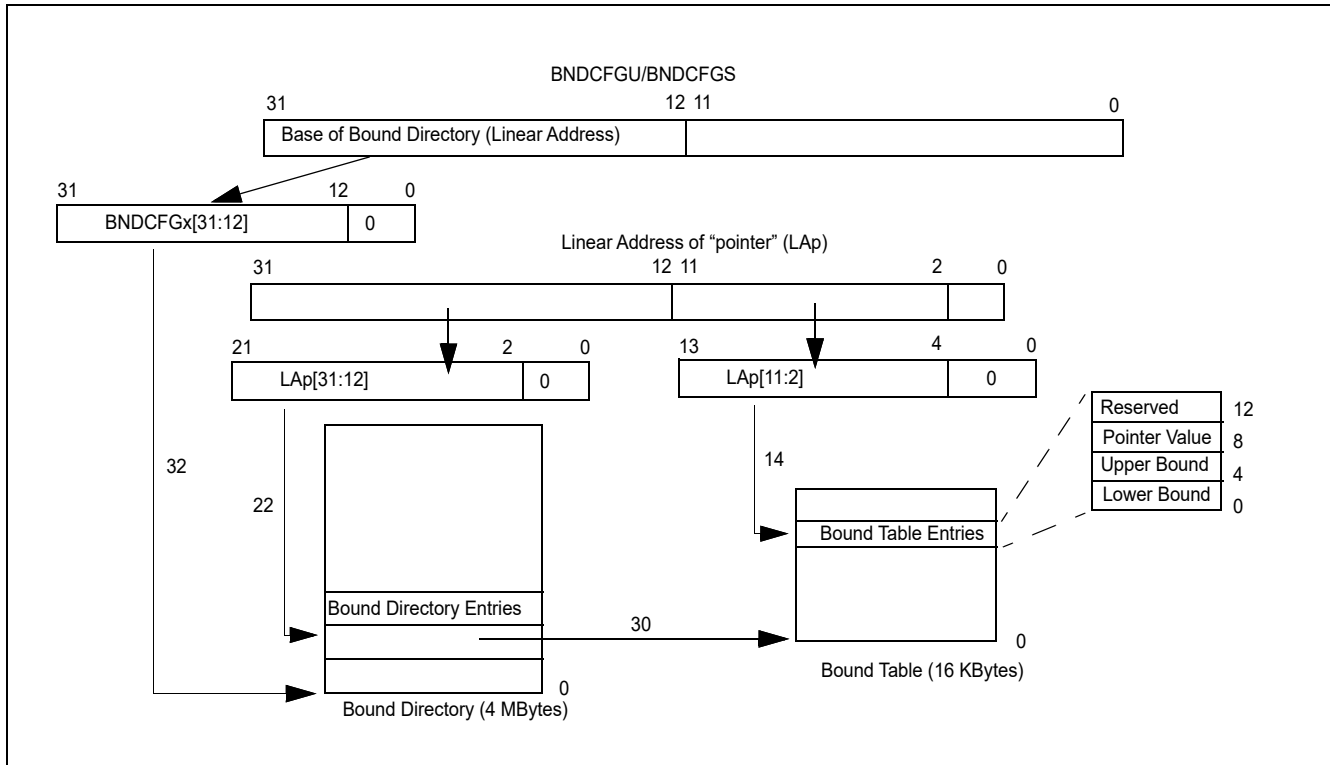 BNDCFGU/BNDCFGS
31 12 11 0
Base of Bound Directory (Linear Address)
31 12 0
BNDCFGx[31:12] 0
Linear Address of “pointer” (LAp)
31 12 11 2 0
21 2 0
LAp[31:12] 0
13 4 0
LAp[11:2] 0
Reserved 12
Pointer Value 8
Upper Bound 4
Lower Bound 0
32
22
14
Bound Table Entries
Bound Directory Entries
30
0
Bound Table (16 KBytes)
0
Bound Directory (4 MBytes)